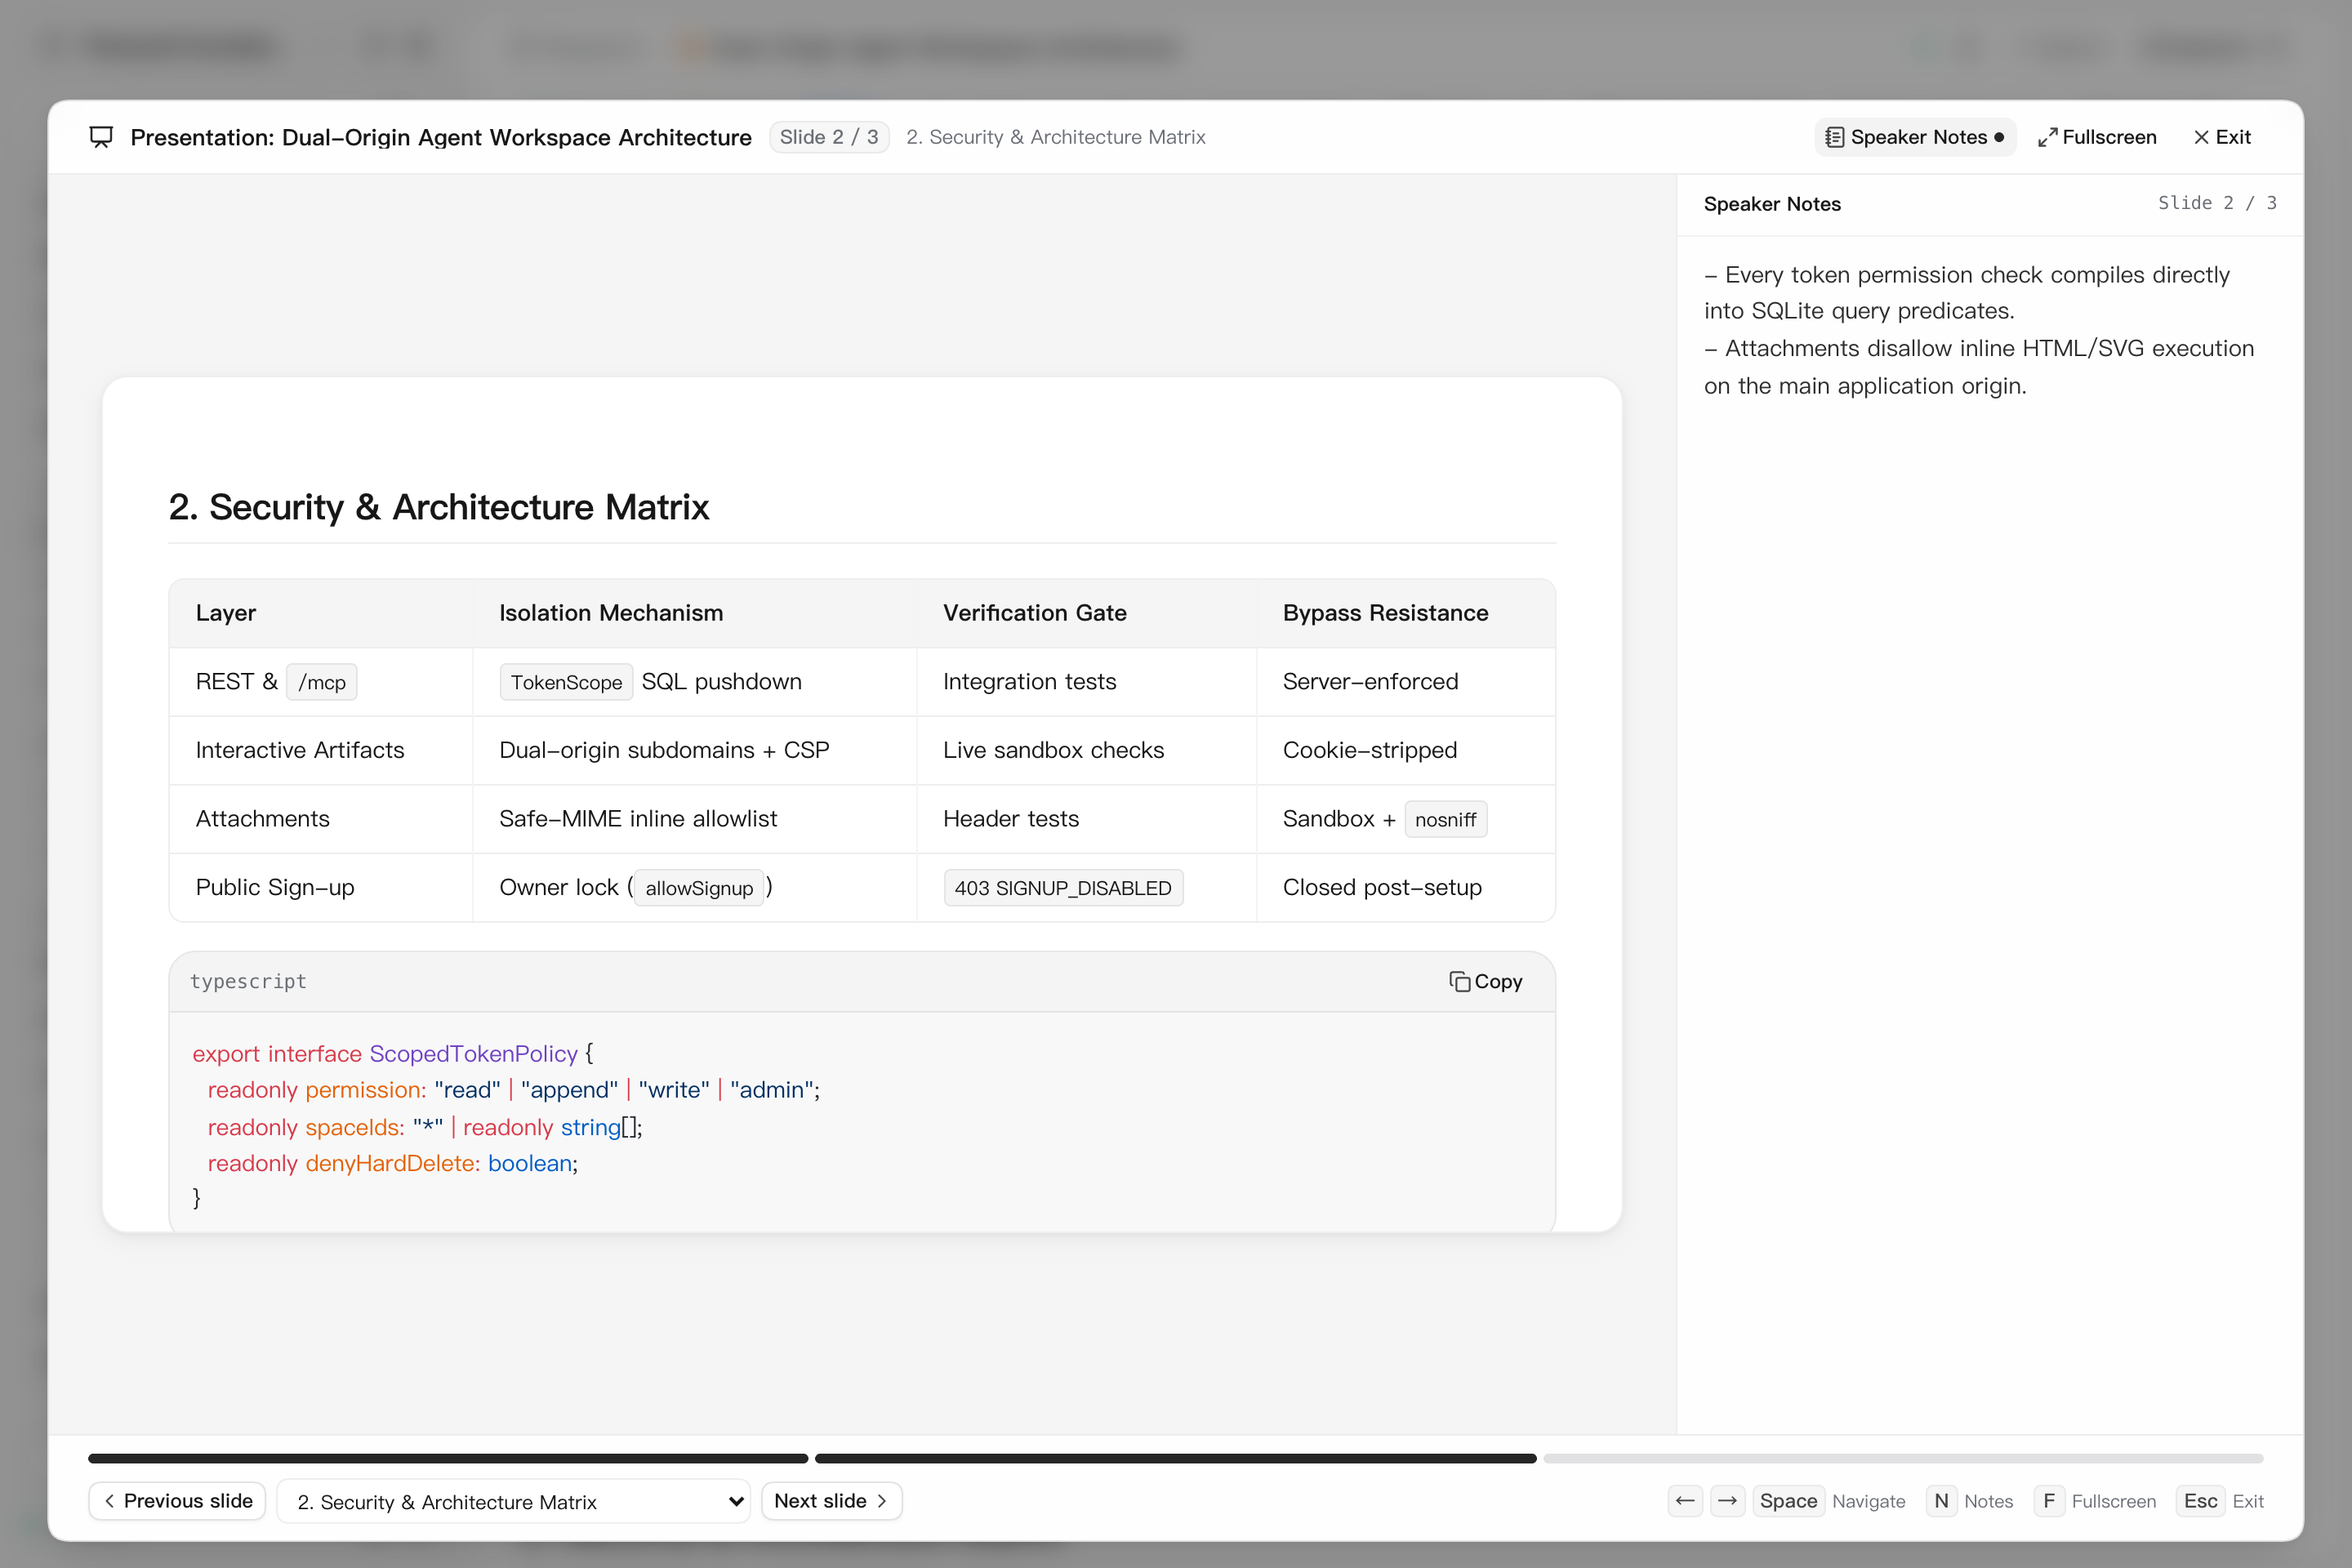 Presentation: Dual-Origin Agent Workspace Architecture Slide 2 / 3 2. Security & Architecture Matrix Speaker Notes Fullscreen Exit
2. Security & Architecture Matrix
Layer Isolation Mechanism Verification Gate Bypass Resistance
REST & /mcp TokenScope SQL pushdown Integration tests Server-enforced
Interactive Artifacts Dual-origin subdomains + CSP Live sandbox checks Cookie-stripped
Attachments Safe-MIME inline allowlist Header tests Sandbox + nosniff
Public Sign-up Owner lock (allowSignup) 403 SIGNUP_DISABLED Closed post-setup
typescript Copy
export interface ScopedTokenPolicy {
readonly permission: "read" | "append" | "write" | "admin";
readonly spaceIds: "*" | readonly string[];
readonly denyHardDelete: boolean;
}
Speaker Notes Slide 2 / 3
– Every token permission check compiles directly
into SQLite query predicates.
– Attachments disallow inline HTML/SVG execution
on the main application origin.
Previous slide 2. Security & Architecture Matrix Next slide ← → Space Navigate N Notes F Fullscreen Esc Exit